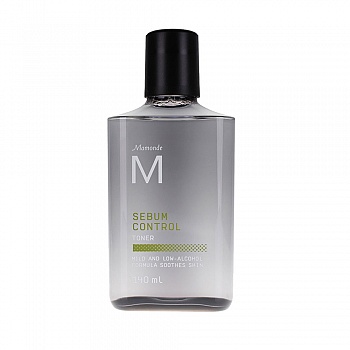 Mamonde
M
SEBUM
CONTROL
TONER
MILD AND LOW-ALCOHOL
FORMULA SOOTHES SKIN
mL